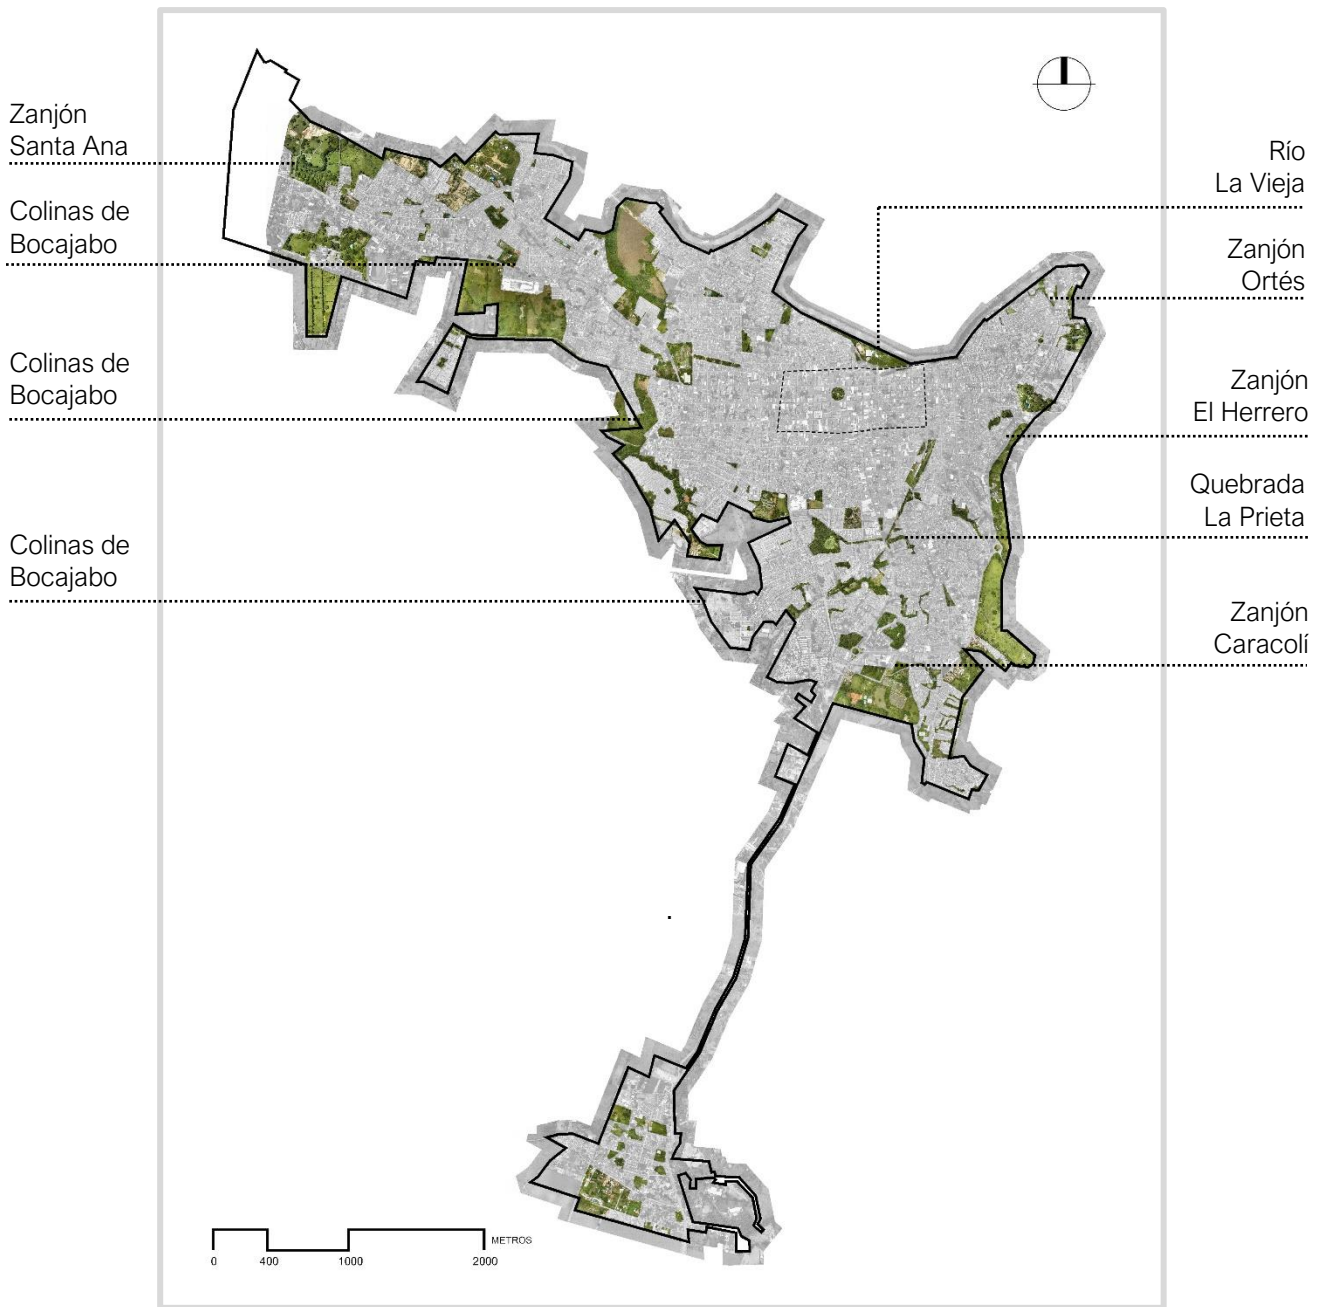 Zanjón
Santa Ana
Colinas de
Bocajabo
Colinas de
Bocajabo
Colinas de
Bocajabo
Río
La Vieja
Zanjón
Ortés
Zanjón
El Herrero
Quebrada
La Prieta
Zanjón
Caracolí
METROS
0 400 1000 2000